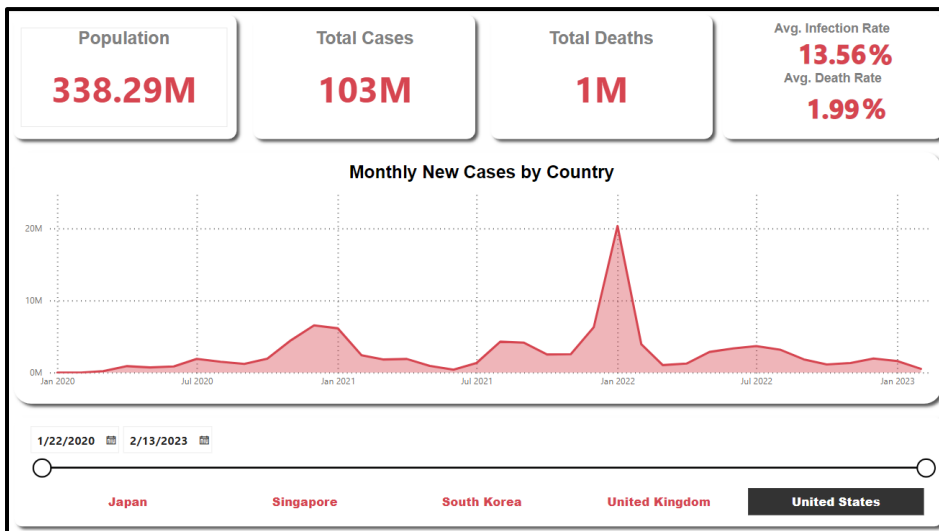 Population
338.29M
Total Cases
103M
Total Deaths
1M
Avg. Infection Rate
13.56%
Avg. Death Rate
1.99%
Monthly New Cases by Country
20M
10M
0M
Jan 2020 Jul 2020 Jan 2021 Jul 2021 Jan 2022 Jul 2022 Jan 2023
1/22/2020 2/13/2023
Japan Singapore South Korea United Kingdom United States